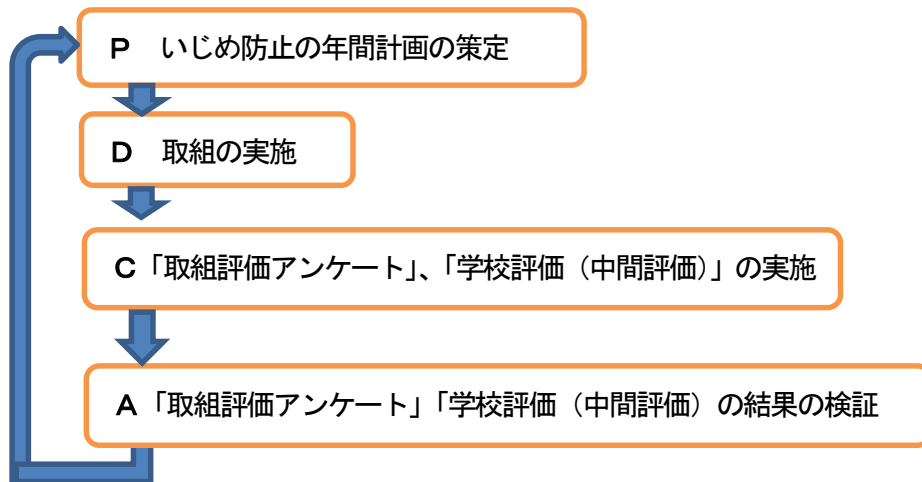 P　いじめ防止の年間計画の策定
D　取組の実施
C「取組評価アンケート」、「学校評価（中間評価）」の実施
A「取組評価アンケート」「学校評価（中間評価）の結果の検証